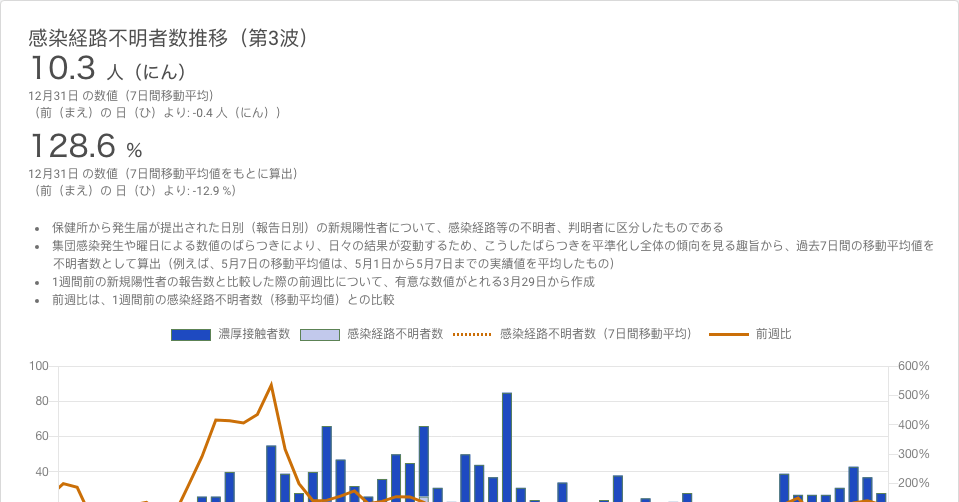 感染経路不明者数推移（第3波）
10.3 人（にん）
12月31日 の数値（7日間移動平均）
（前（まえ）の 日（ひ）より: -0.4 人（にん））
128.6 %
12月31日 の数値（7日間移動平均値をもとに算出）
（前（まえ）の 日（ひ）より: -12.9 %）
• 保健所から発生届が提出された日別（報告日別）の新規陽性者について、感染経路等の不明者、判明者に区分したものである
• 集団感染発生や曜日による数値のばらつきにより、日々の結果が変動するため、こうしたばらつきを平準化し全体の傾向を見る趣旨から、過去7日間の移動平均値を
不明者数として算出（例えば、5月7日の移動平均値は、5月1日から5月7日までの実績値を平均したもの）
• 1週間前の新規陽性者の報告数と比較した際の前週比について、有意な数値がとれる3月29日から作成
• 前週比は、1週間前の感染経路不明者数（移動平均値）との比較
濃厚接触者数 感染経路不明者数 感染経路不明者数（7日間移動平均） 前週比
100 600%
500%
80
400%
60
300%
40
200%